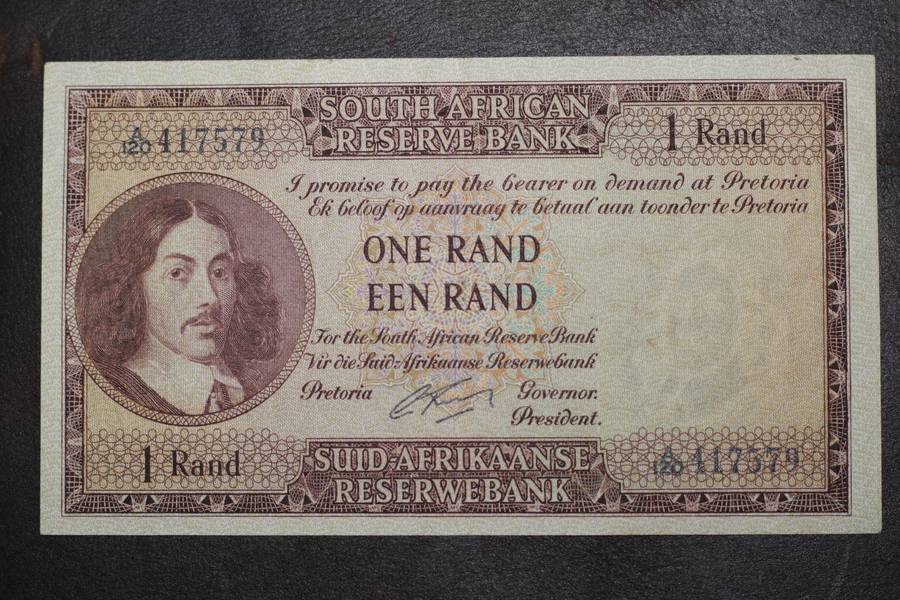 SOUTH AFRICAN
RESERVE BANK
A/120 417579
1 Rand
I promise to pay the bearer on demand at Pretoria
Ek beloof op aanvraag te betaal aan toonder te Pretoria
ONE RAND
EEN RAND
For the South African Reserve Bank
Vir die Suid-Afrikaanse Reserwebank
Pretoria
Governor.
President.
1 Rand
SUID-AFRIKAANSE
RESERWEBANK
A/120 417579